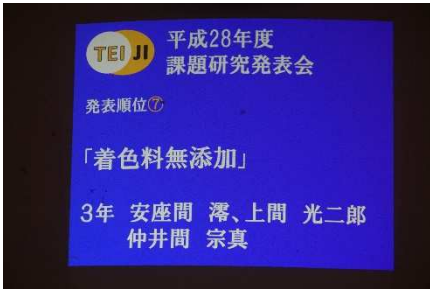 TEIJI
平成28年度
課題研究発表会
発表順位⑦
「着色料無添加」
3年 安座間 澪、上間 光二郎
仲井間 宗真